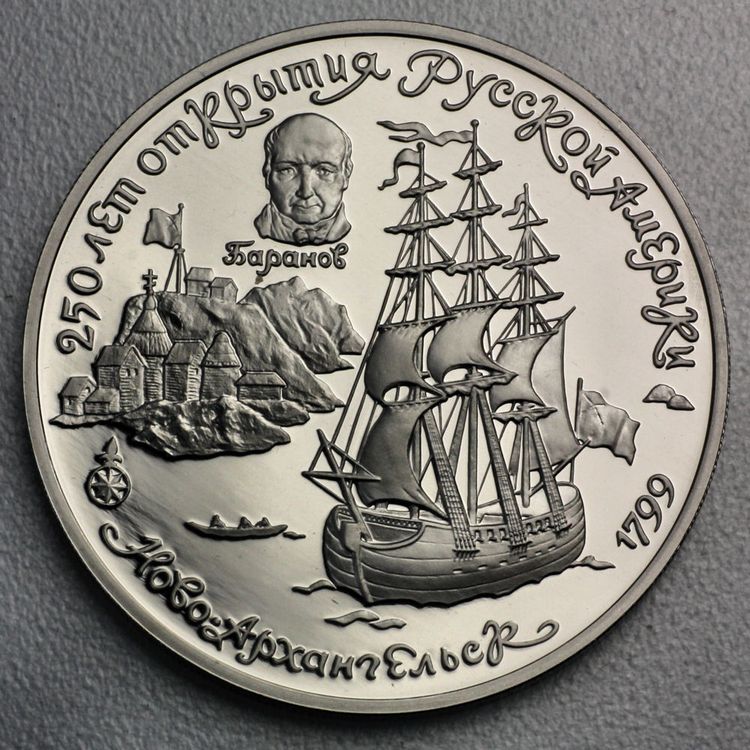 250 лет открытия Русской Америки
Баранов
1799
Ново-Архангельск